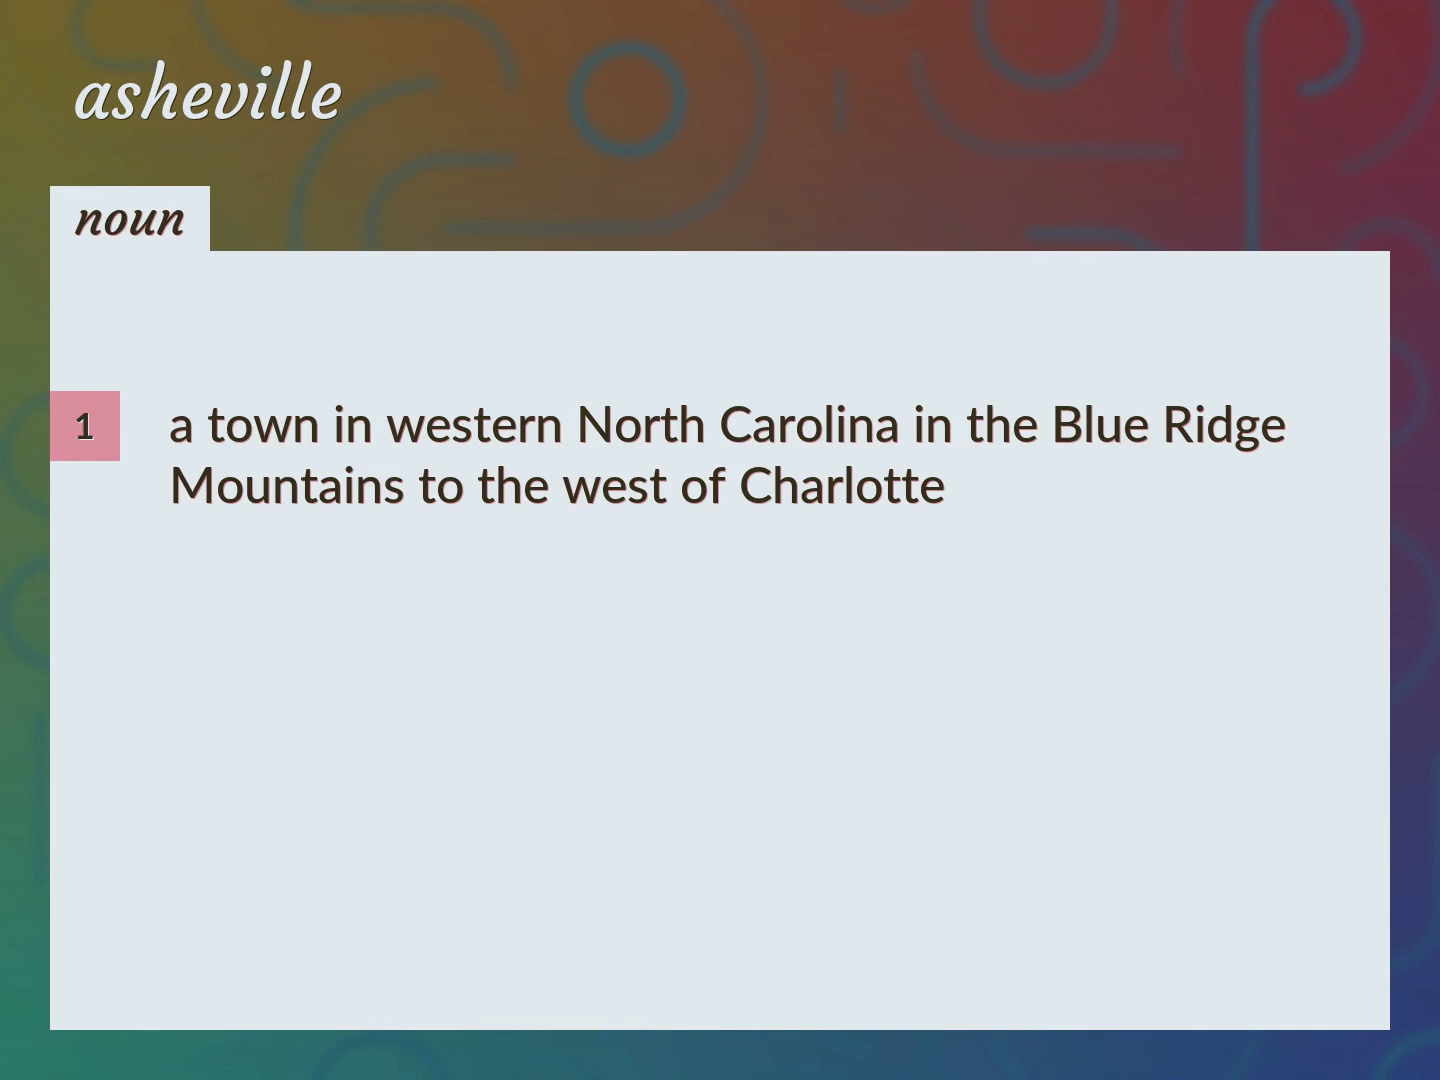 asheville
noun
1
a town in western North Carolina in the Blue Ridge
Mountains to the west of Charlotte